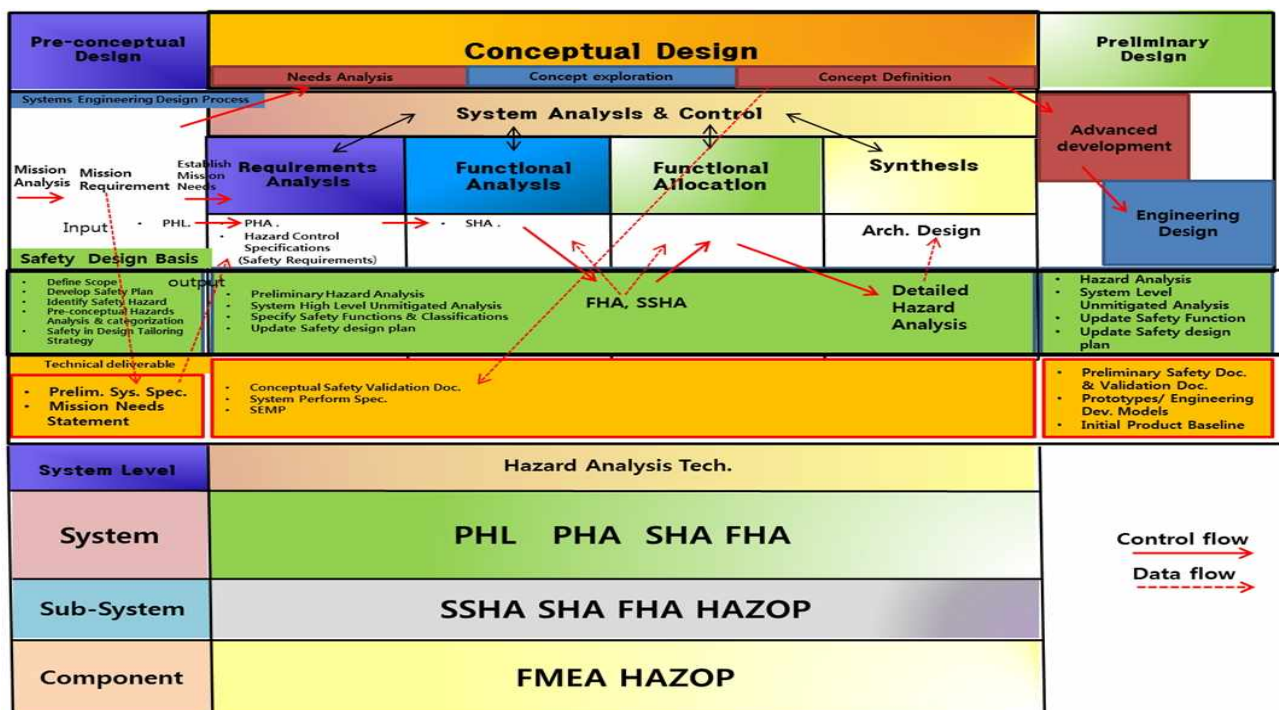 Pre-conceptual
Design
Conceptual Design
Preliminary
Design
Needs Analysis
Concept exploration
Concept Definition
Systems Engineering Design Process
System Analysis & Control
Advanced
development
Mission
Analysis
Mission
Requirement
Establish
Mission
Needs
Requirements
Analysis
Functional
Analysis
Functional
Allocation
Synthesis
Engineering
Design
Input
• PHL.
• PHA .
• Hazard Control
Specifications
(Safety Requirements)
• SHA .
Arch. Design
Safety Design Basis
output
• Define Scope
• Develop Safety Plan
• Identify Safety Hazard
• Pre-conceptual Hazards
Analysis & categorization
• Safety in Design Tailoring
Strategy
• Preliminary Hazard Analysis
• System High Level Unmitigated Analysis
• Specify Safety Functions & Classifications
• Update Safety design plan
FHA, SSHA
Detailed
Hazard
Analysis
• Hazard Analysis
• System Level
Unmitigated Analysis
• Update Safety Function
• Update Safety design
plan
Technical deliverable
• Prelim. Sys. Spec.
• Mission Needs
Statement
• Conceptual Safety Validation Doc.
• System Perform Spec.
• SEMP
• Preliminary Safety Doc.
& Validation Doc.
• Prototypes/ Engineering
Dev. Models
• Initial Product Baseline
System Level
Hazard Analysis Tech.
System
PHL PHA SHA FHA
Control flow
Data flow
Sub-System
SSHA SHA FHA HAZOP
Component
FMEA HAZOP